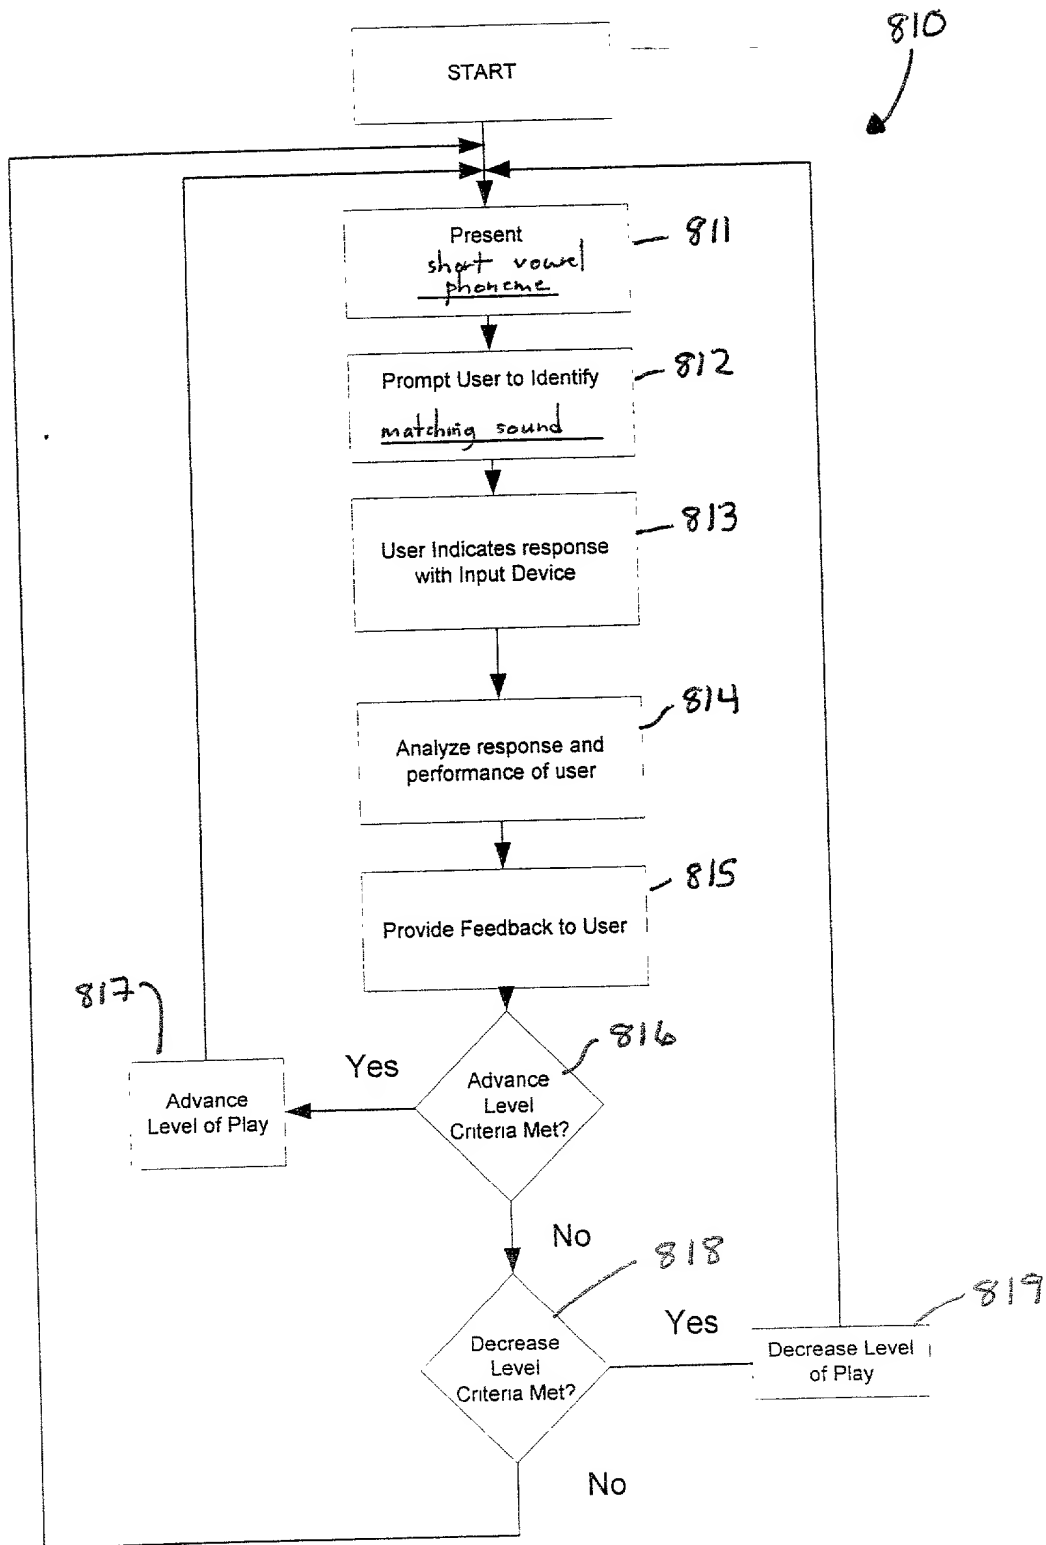 810
START
Present
short vowel
phoneme
811
Prompt User to Identify
matching sound
812
User Indicates response
with Input Device
813
Analyze response and
performance of user
814
Provide Feedback to User
815
817
Advance
Level of Play
Yes
Advance
Level
Criteria Met?
816
No
818
Decrease
Level
Criteria Met?
Yes
819
Decrease Level
of Play
No